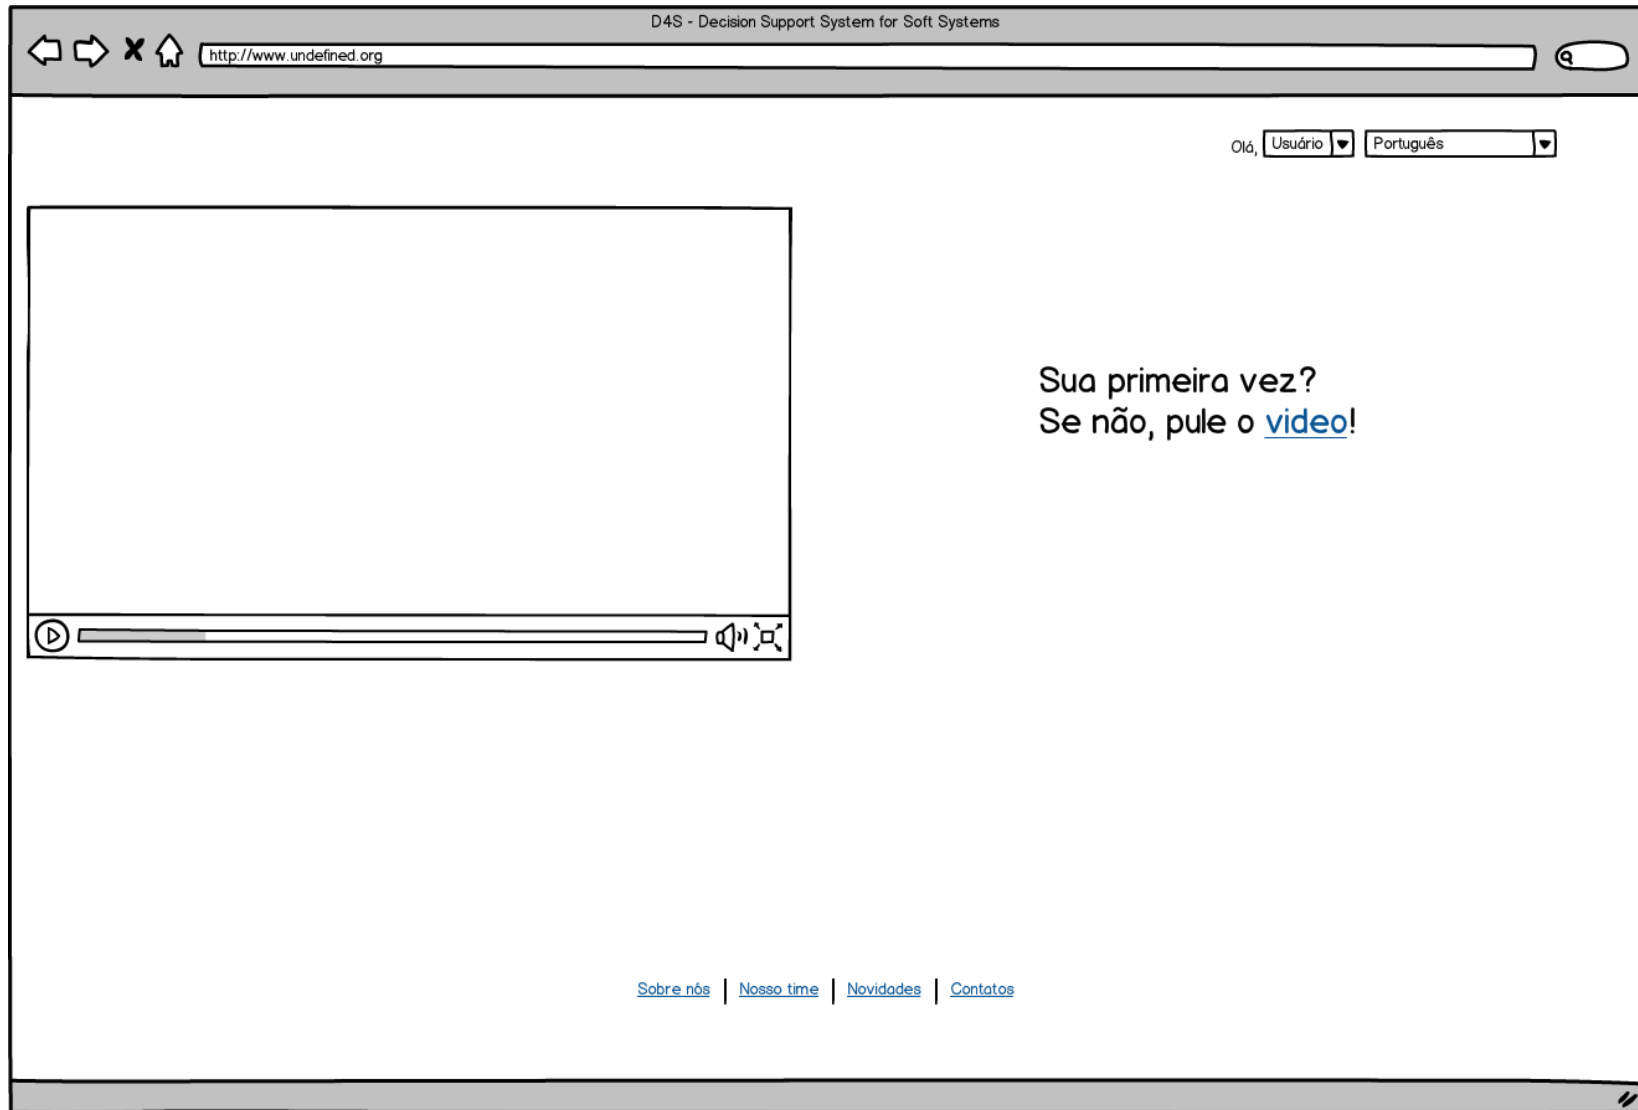 D4S - Decision Support System for Soft Systems
http://www.undefined.org
Olá, Usuário Português
Sua primeira vez?
Se não, pule o video!
Sobre nós | Nosso time | Novidades | Contatos